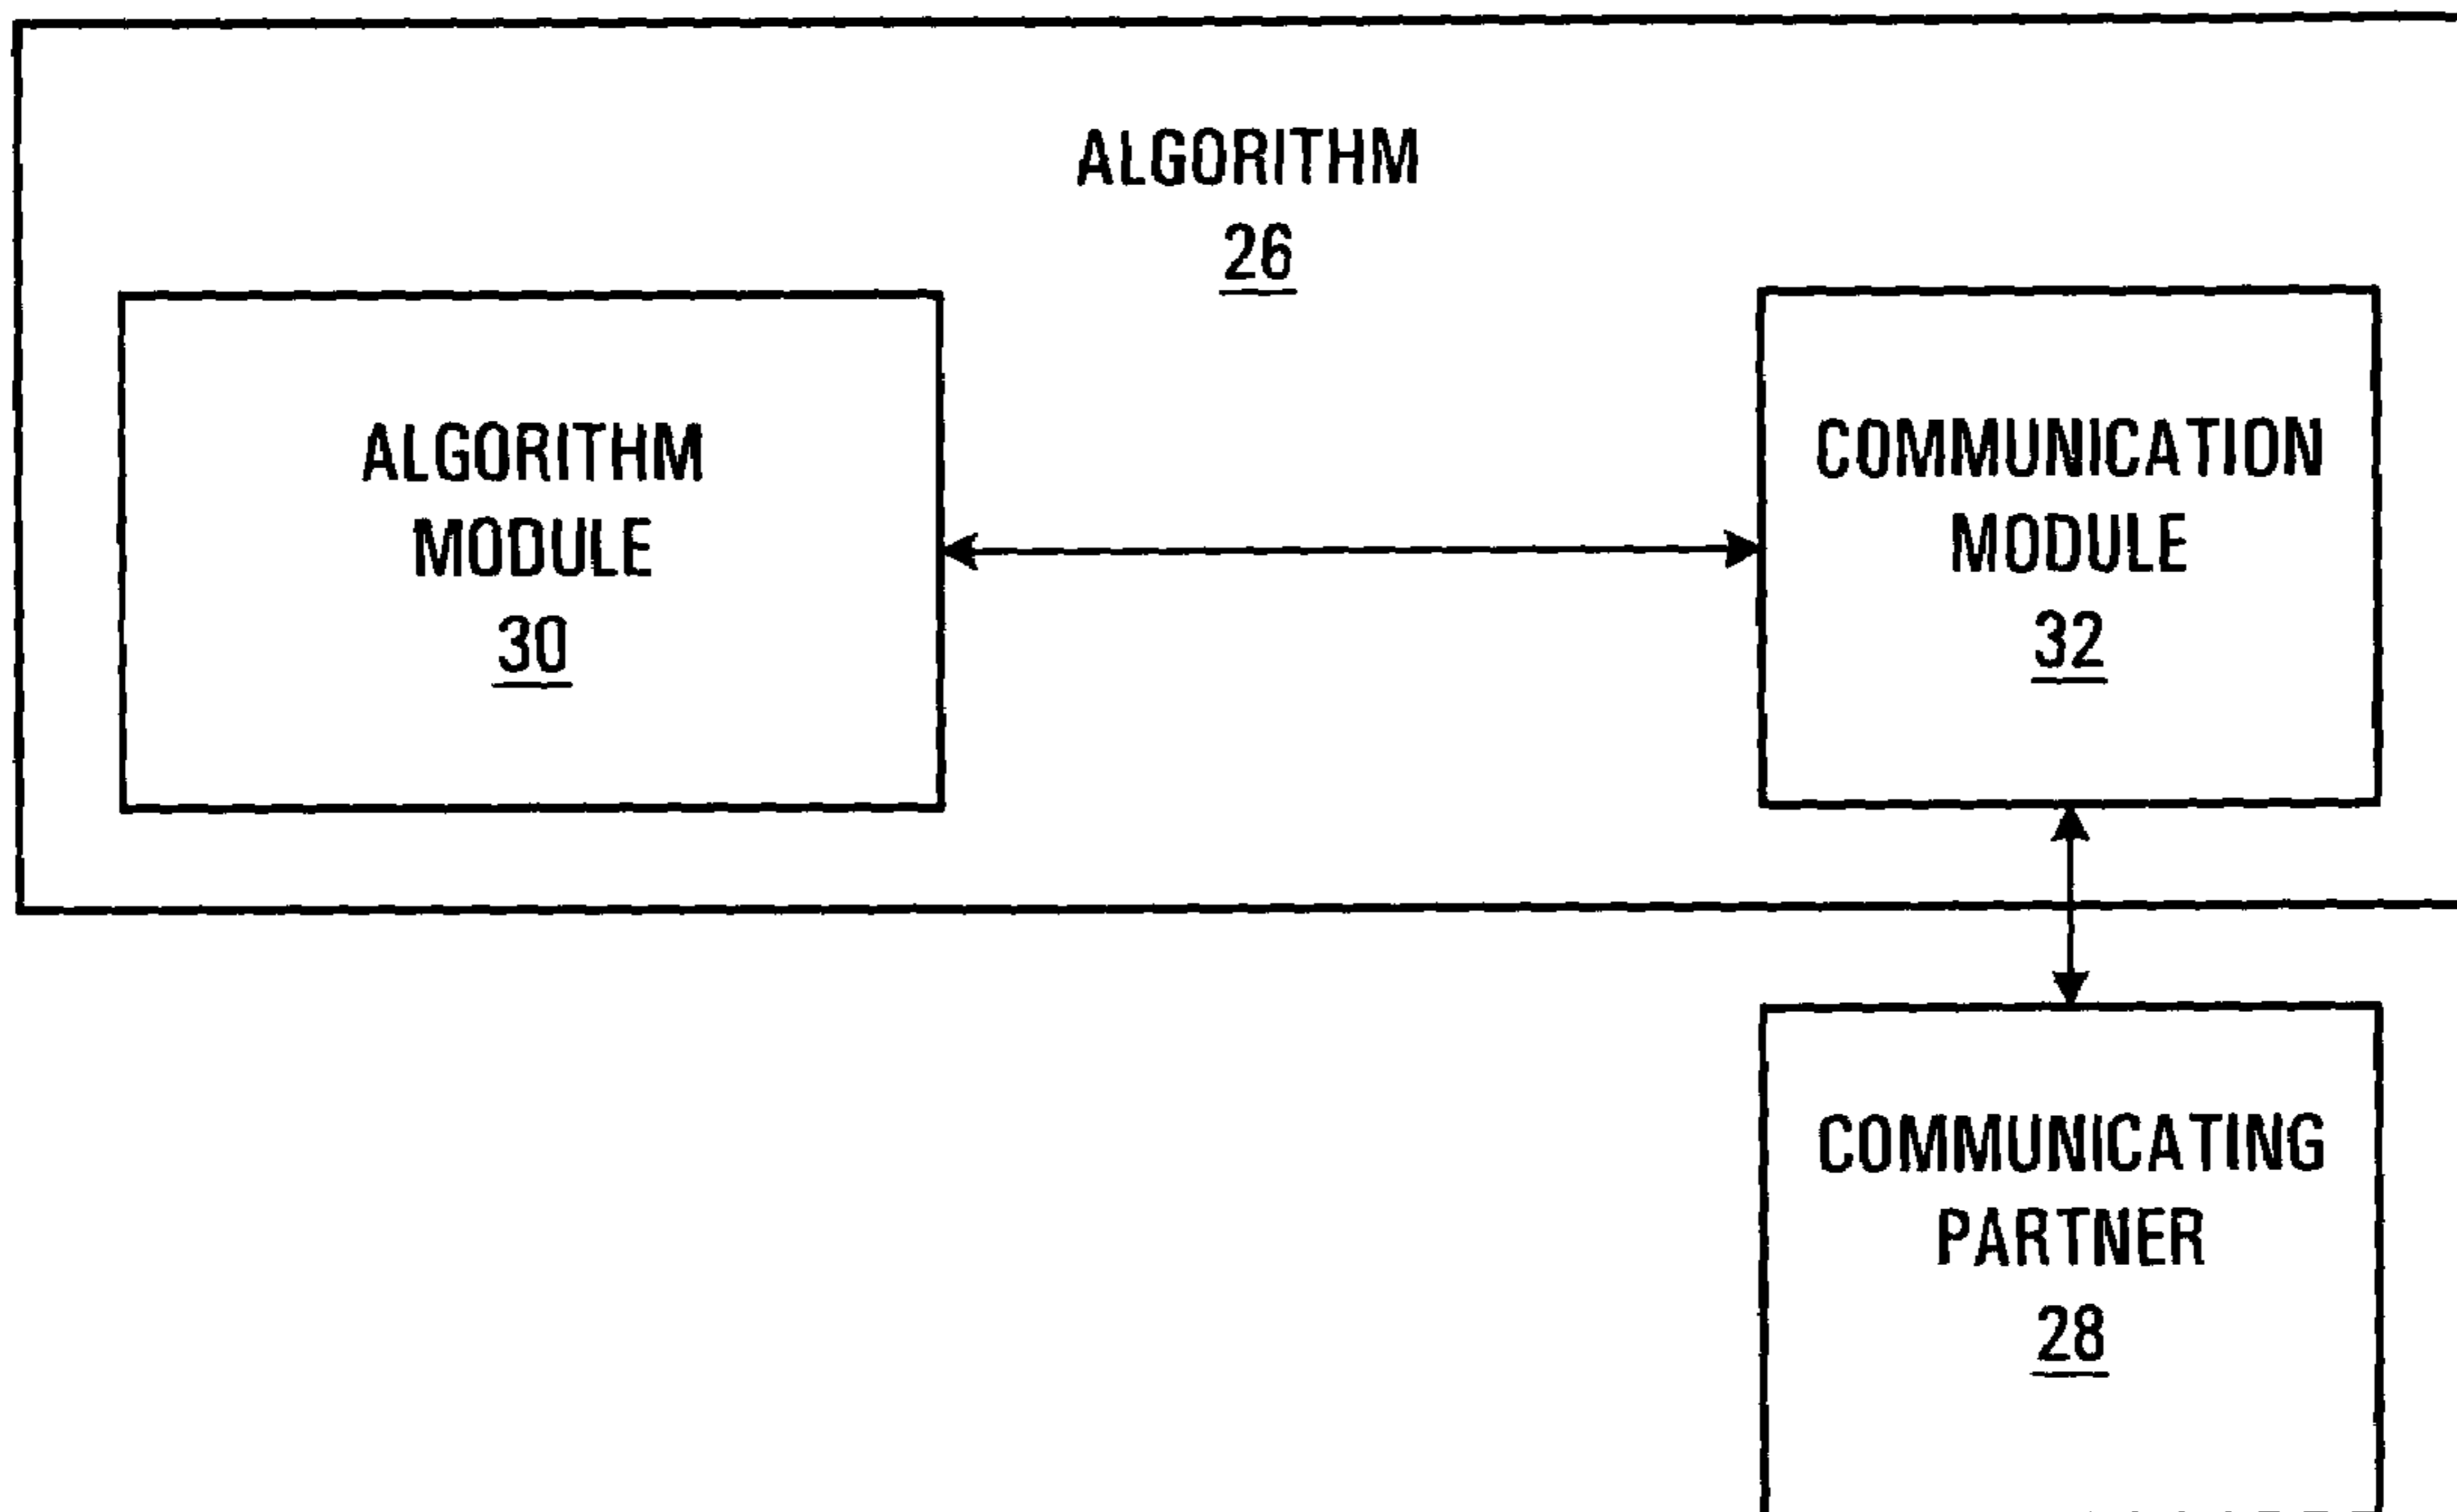 ALGORITHM
26
ALGORITHM
MODULE
30
COMMUNICATION
MODULE
32
COMMUNICATING
PARTNER
28